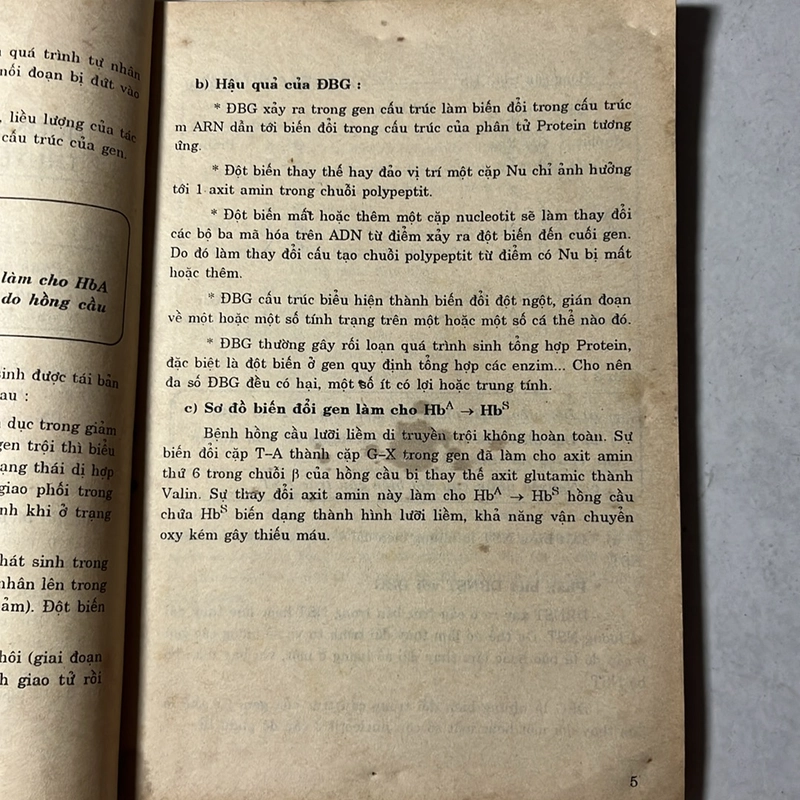 quá trình tự nhân
nối đoạn bị đứt vào
liều lượng của tác
cấu trúc của gen.
làm cho HbA
do hồng cầu
sinh được tái bản
au :
dục trong giảm
gen trội thì biểu
ạng thái dị hợp
giao phối trong
nh khi ở trạng
hát sinh trong
nhân lên trong
ảm). Đột biến
hôi (giai đoạn
h giao tử rồi
b) Hậu quả của ĐBG :
* ĐBG xảy ra trong gen cấu trúc làm biến đổi trong cấu trúc
m ARN dẫn tới biến đổi trong cấu trúc của phân tử Protein tương
ứng.
* Đột biến thay thế hay đảo vị trí một cặp Nu chỉ ảnh hưởng
tới 1 axit amin trong chuỗi polypeptit.
* Đột biến mất hoặc thêm một cặp nucleotit sẽ làm thay đổi
các bộ ba mã hóa trên ADN từ điểm xảy ra đột biến đến cuối gen.
Do đó làm thay đổi cấu tạo chuỗi polypeptit từ điểm có Nu bị mất
hoặc thêm.
* ĐBG cấu trúc biểu hiện thành biến đổi đột ngột, gián đoạn
về một hoặc một số tính trạng trên một hoặc một số cá thể nào đó.
* ĐBG thường gây rối loạn quá trình sinh tổng hợp Protein,
đặc biệt là đột biến ở gen quy định tổng hợp các enzim... Cho nên
đa số ĐBG đều có hại, một số ít có lợi hoặc trung tính.
c) Sơ đồ biến đổi gen làm cho Hb^A → Hb^S
Bệnh hồng cầu lưỡi liềm di truyền trội không hoàn toàn. Sự
biến đổi cặp T–A thành cặp G–X trong gen đã làm cho axit amin
thứ 6 trong chuỗi β của hồng cầu bị thay thế axit glutamic thành
Valin. Sự thay đổi axit amin này làm cho Hb^A → Hb^S hồng cầu
chứa Hb^S biến dạng thành hình lưỡi liềm, khả năng vận chuyển
oxy kém gây thiếu máu.
5